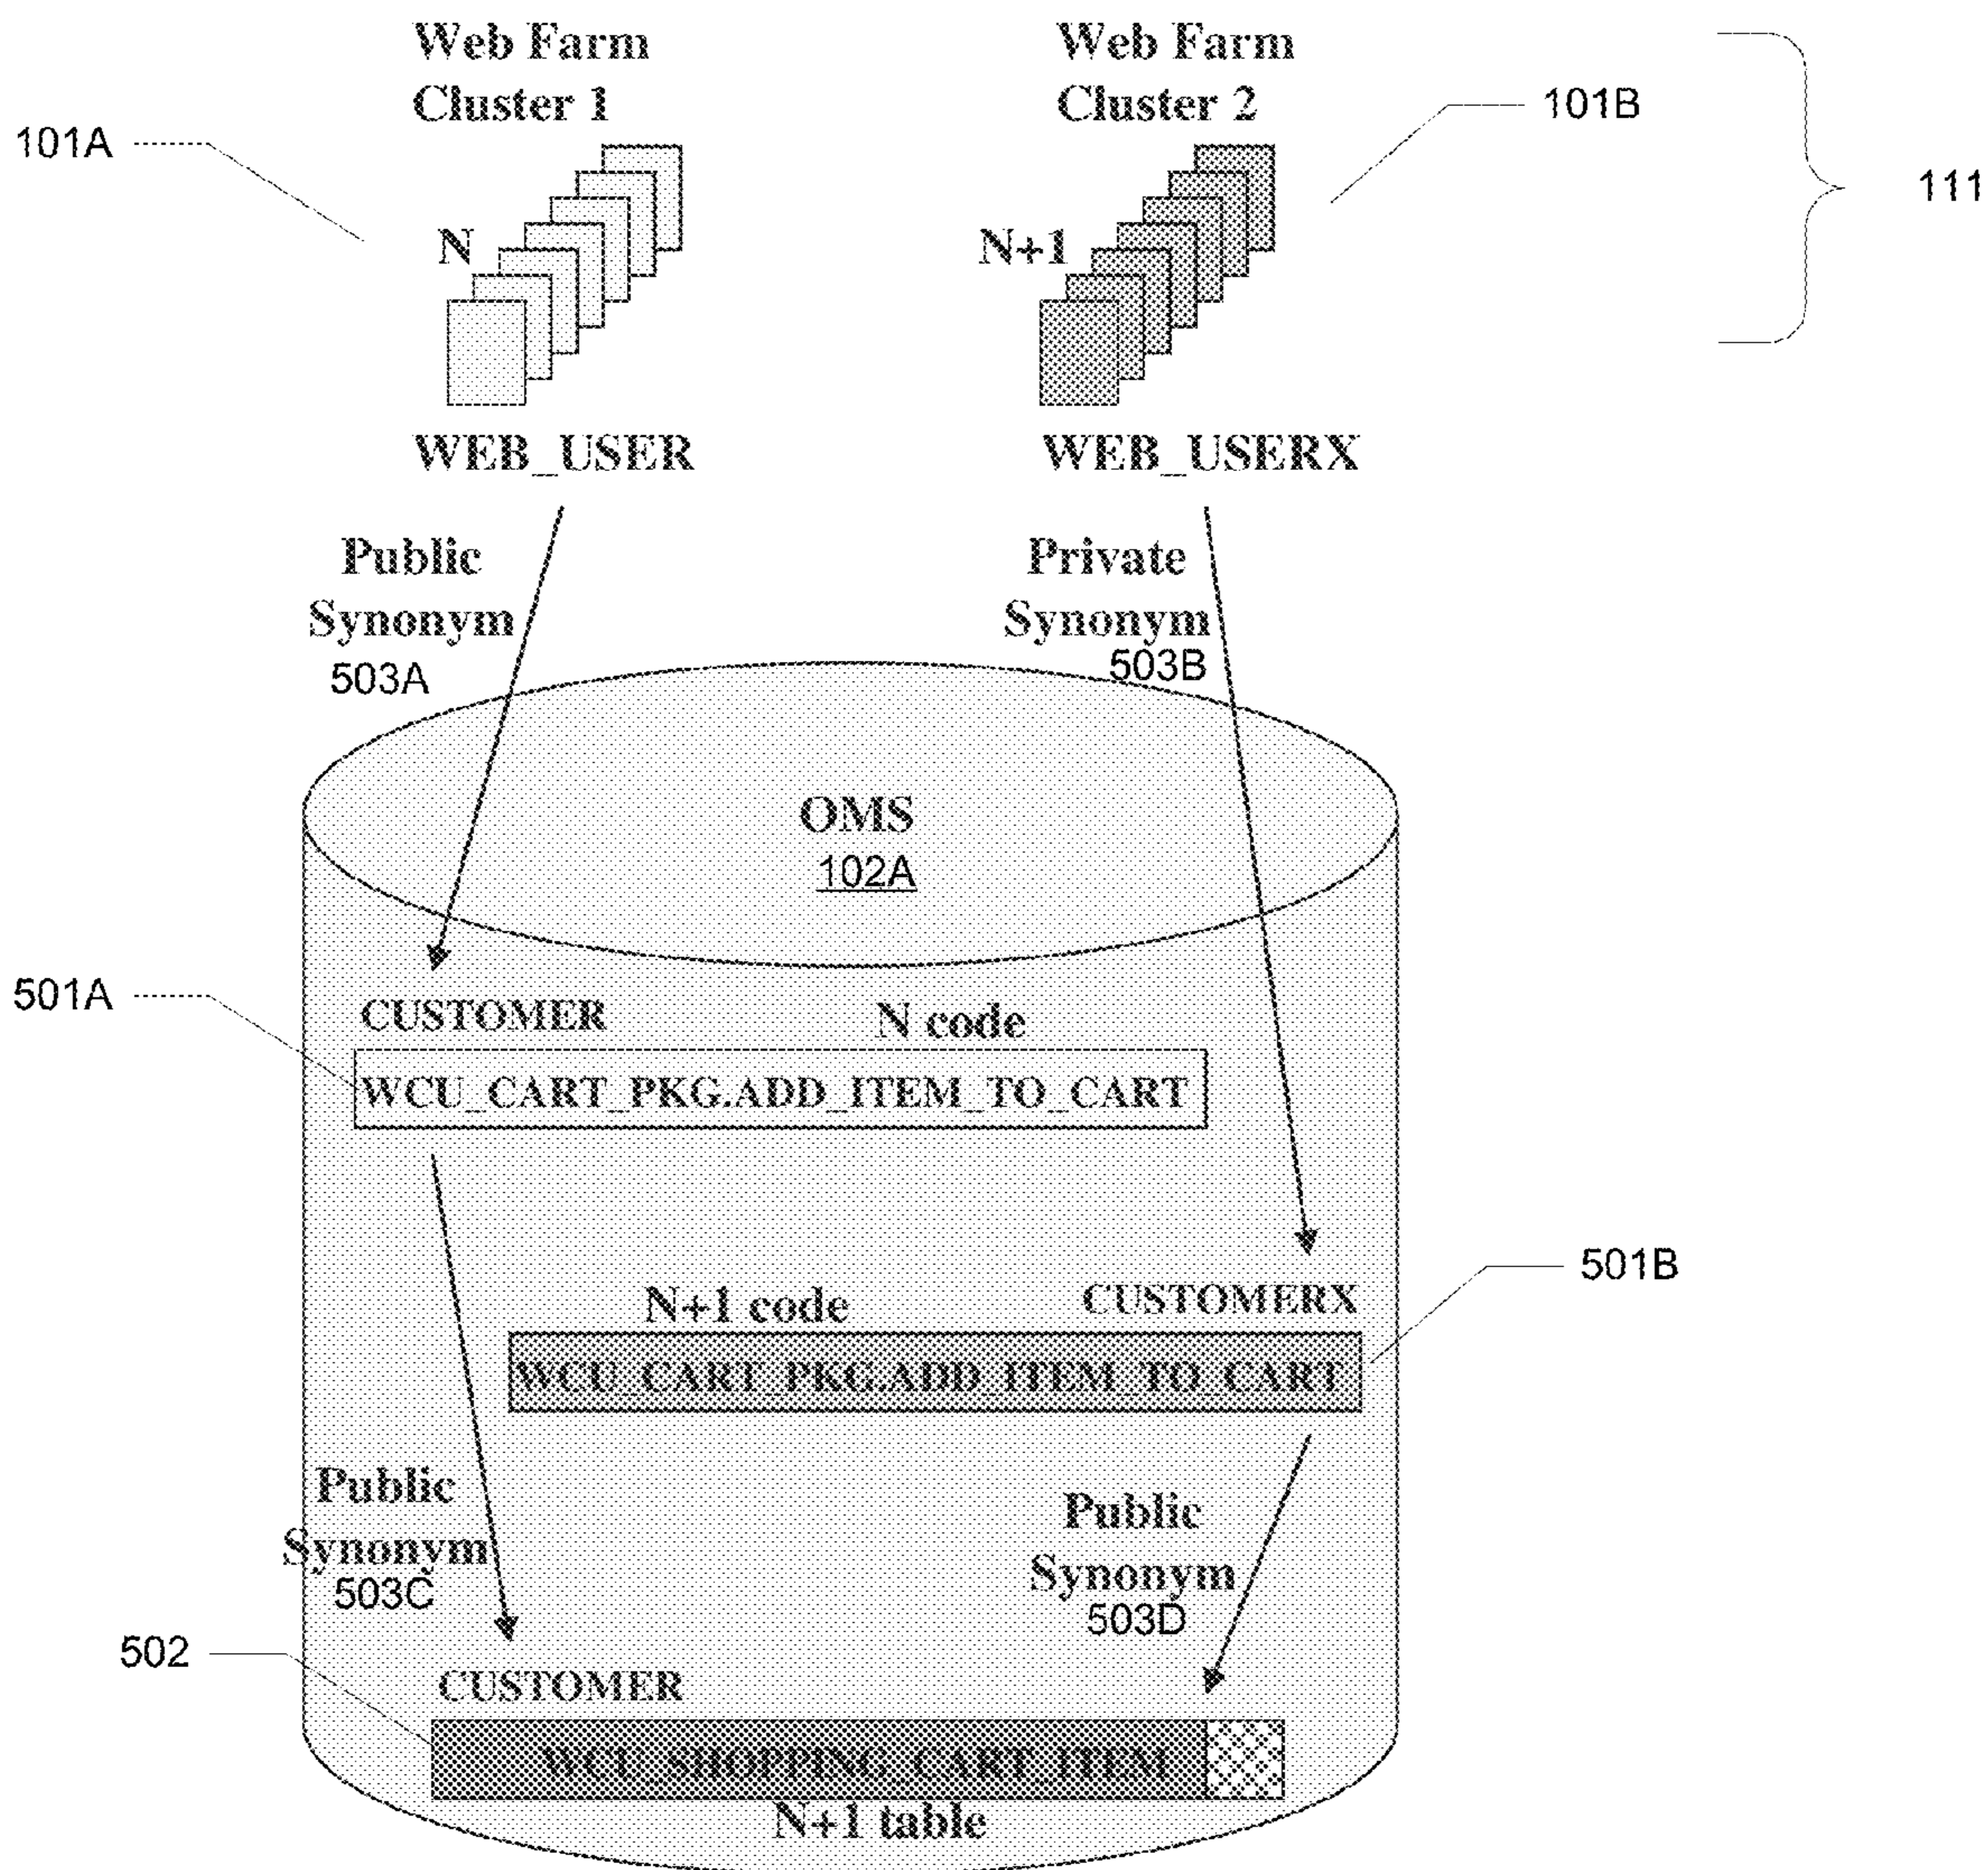 Web Farm
Cluster 1
Web Farm
Cluster 2
101A
101B
111
N
N+1
WEB_USER
WEB_USERX
Public
Synonym
503A
Private
Synonym
503B
OMS
102A
501A
CUSTOMER
N code
WCU_CART_PKG.ADD_ITEM_TO_CART
501B
N+1 code
CUSTOMERX
WCU_CART_PKG.ADD_ITEM_TO_CART
Public
Synonym
503C
Public
Synonym
503D
502
CUSTOMER
WCU_SHOPPING_CART_ITEM
N+1 table